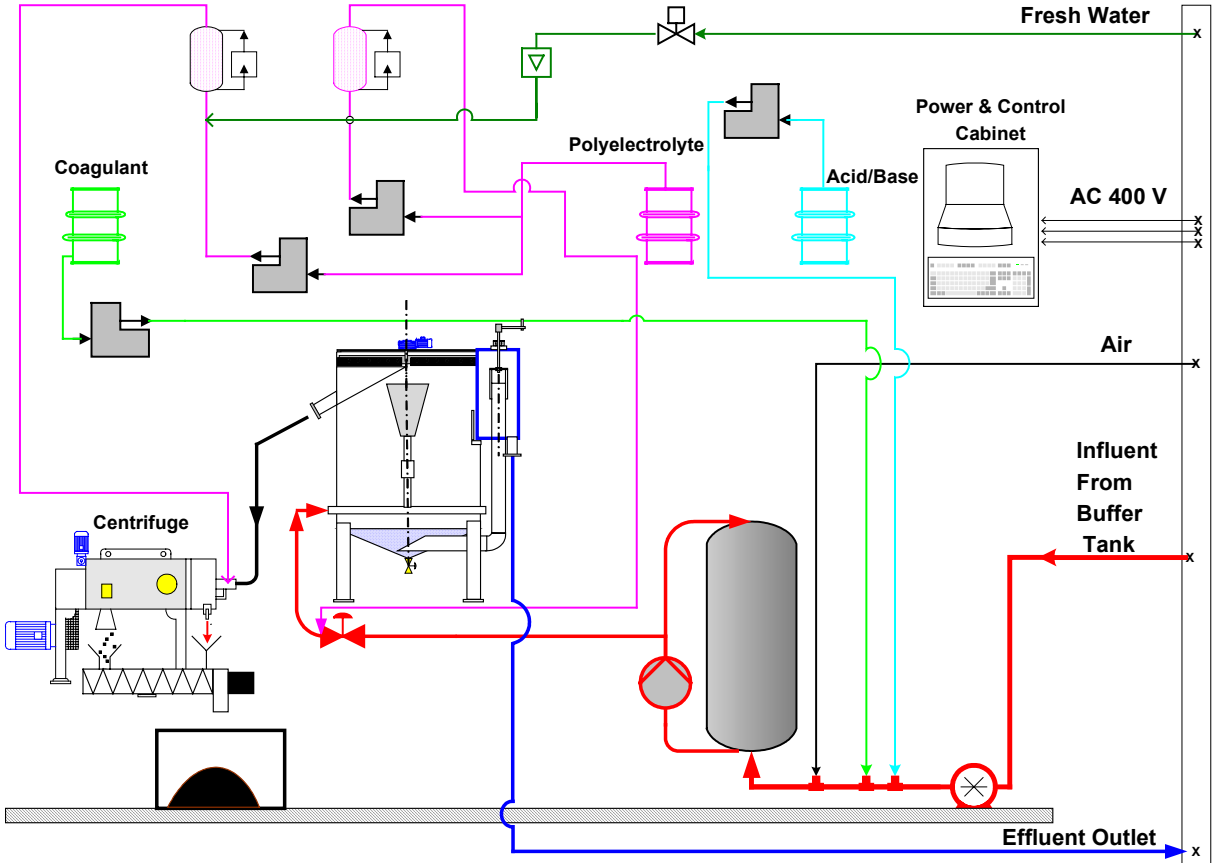 Fresh Water
Power & Control
Cabinet
Polyelectrolyte
Coagulant
Acid/Base
AC 400 V
Air
Influent
From
Buffer
Tank
Centrifuge
Effluent Outlet
x
x
x
x
x
x
x